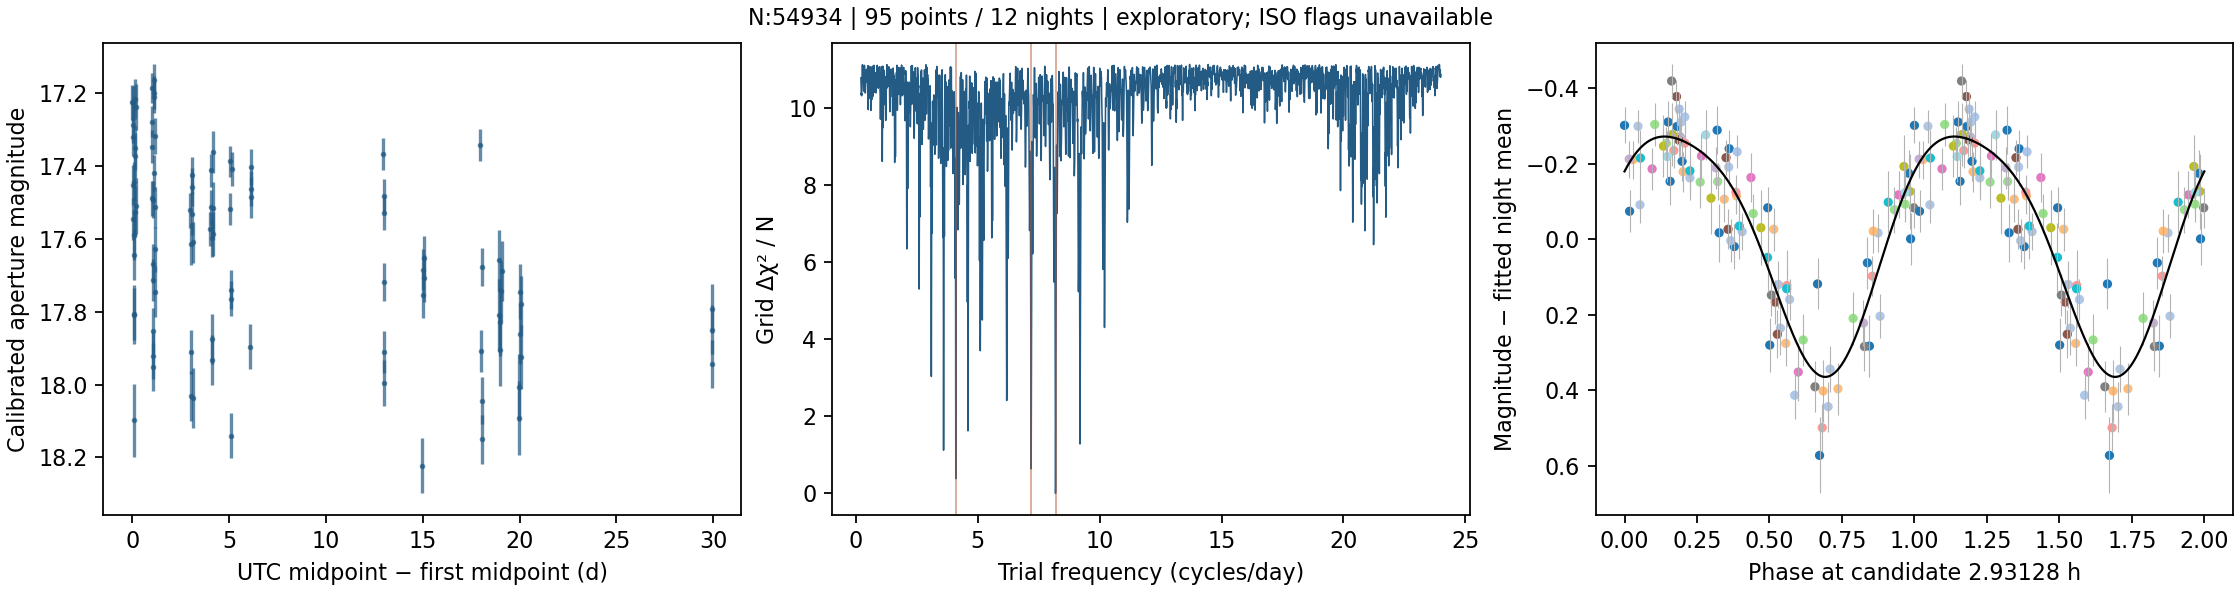 N:54934 | 95 points / 12 nights | exploratory; ISO flags unavailable
Calibrated aperture magnitude
17.2
17.4
17.6
17.8
18.0
18.2
0 5 10 15 20 25 30
UTC midpoint − first midpoint (d)
Grid Δχ² / N
10
8
6
4
2
0
0 5 10 15 20 25
Trial frequency (cycles/day)
Magnitude − fitted night mean
−0.4
−0.2
0.0
0.2
0.4
0.6
0.00 0.25 0.50 0.75 1.00 1.25 1.50 1.75 2.00
Phase at candidate 2.93128 h